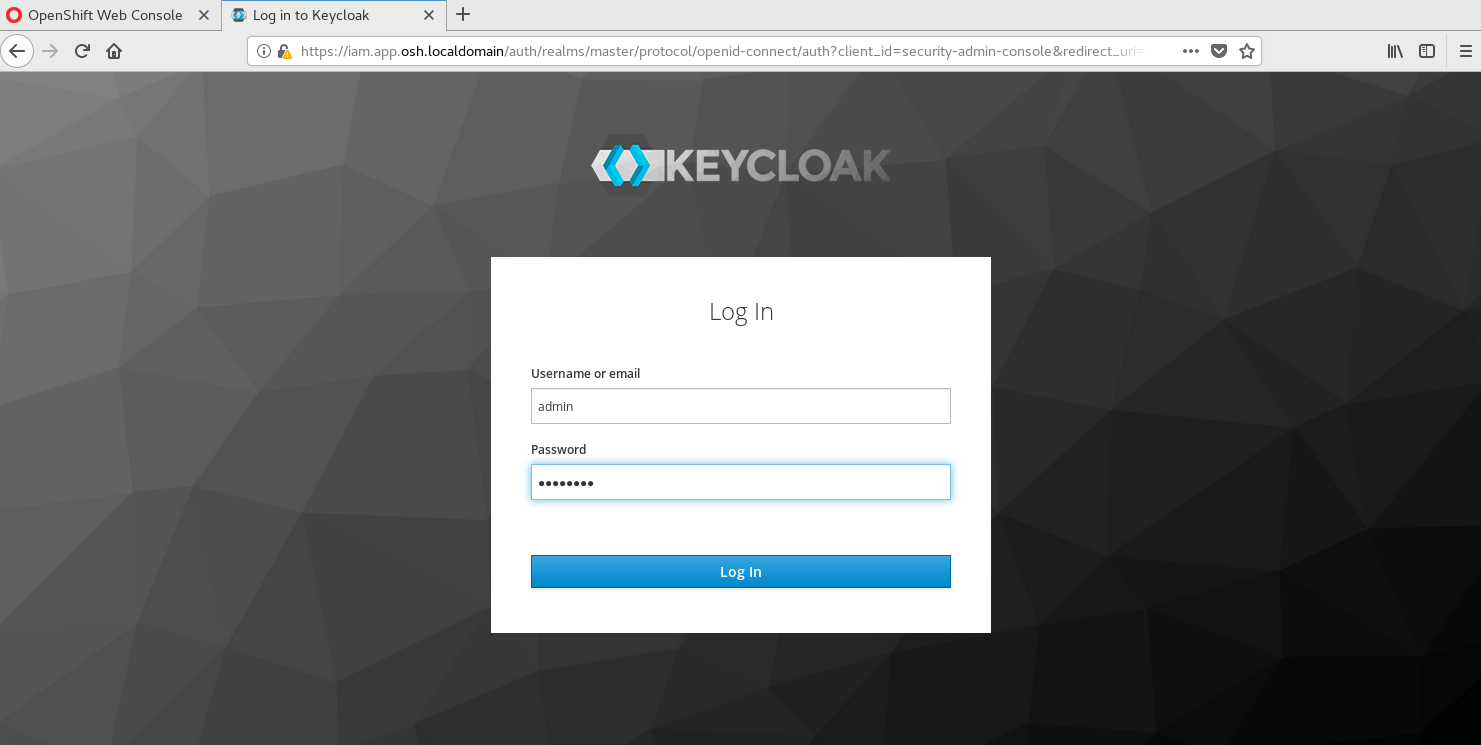 OpenShift Web Console
Log in to Keycloak
https://iam.app.osh.localdomain/auth/realms/master/protocol/openid-connect/auth?client_id=security-admin-console&redirect_uri=
KEYCLOAK
Log In
Username or email
admin
Password
••••••••
Log In